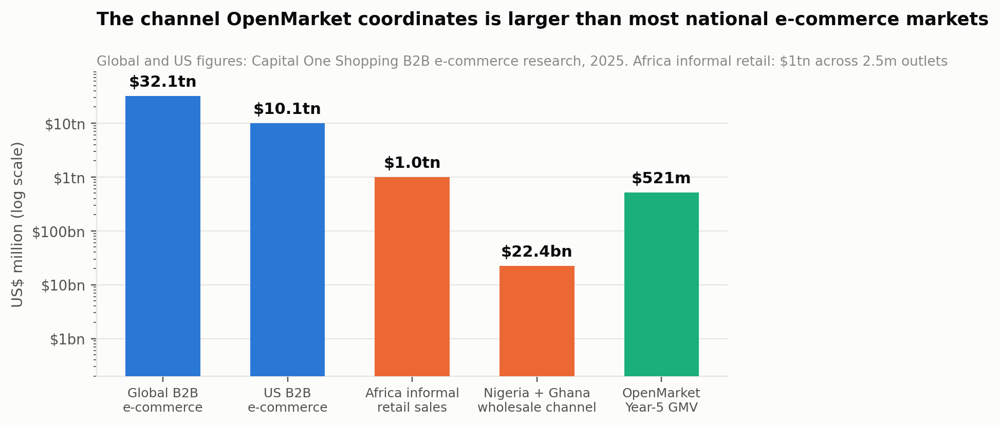 The channel OpenMarket coordinates is larger than most national e-commerce markets
Global and US figures: Capital One Shopping B2B e-commerce research, 2025. Africa informal retail: $1tn across 2.5m outlets
US$ million (log scale)
$10tn
$1tn
$100bn
$10bn
$1bn
$32.1tn
$10.1tn
$1.0tn
$22.4bn
$521m
Global B2B
e-commerce
US B2B
e-commerce
Africa informal
retail sales
Nigeria + Ghana
wholesale channel
OpenMarket
Year-5 GMV